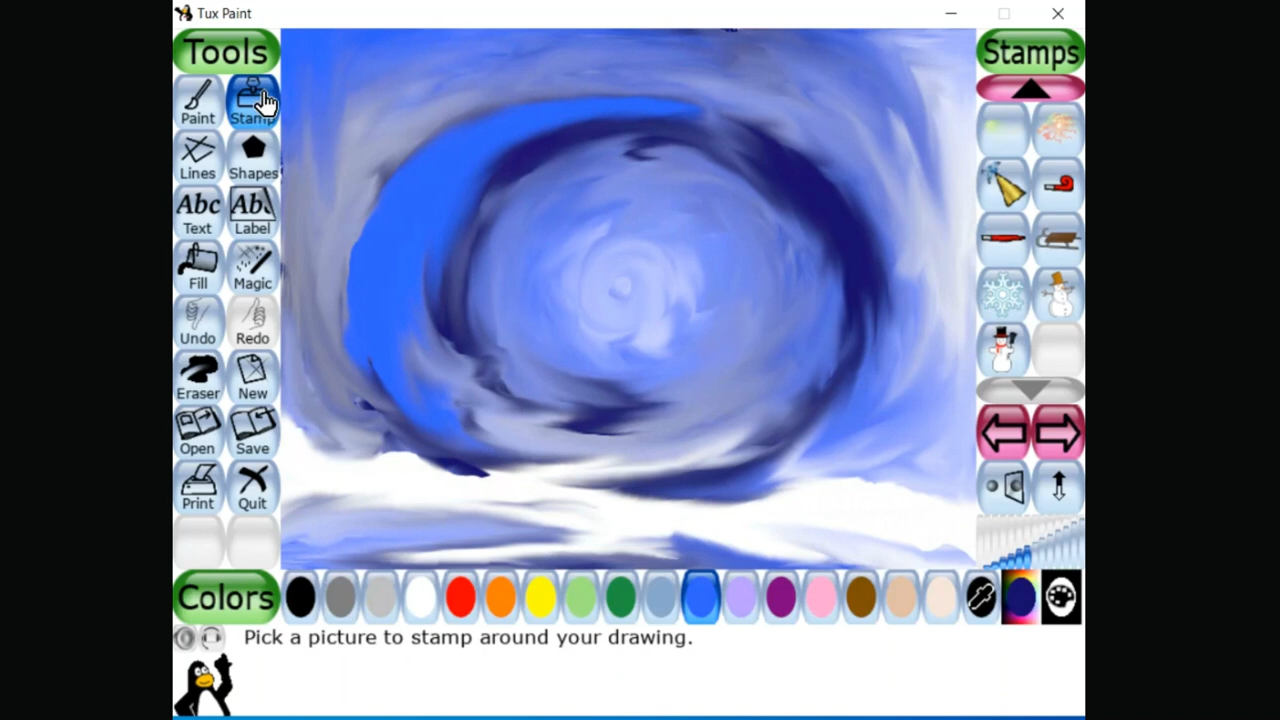 Tux Paint
Tools
Stamps
Paint
Stamp
Lines
Shapes
Abc
Abc
Text
Label
Fill
Magic
Undo
Redo
Eraser
New
Open
Save
Print
Quit
Colors
Pick a picture to stamp around your drawing.